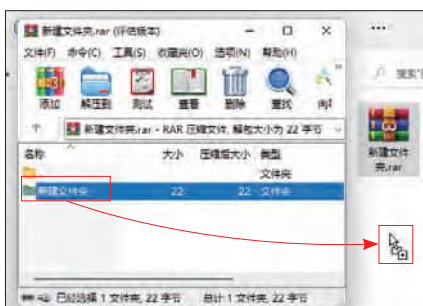 新建文件夹.rar (评估版本)
文件(F) 命令(C) 工具(S) 收藏夹(O) 选项(N) 帮助(H)
添加 解压到 测试 查看 删除 查找 向导
新建文件夹.rar - RAR 压缩文件, 解包大小为 22 字节
名称 大小 压缩后大小 类型
文件夹
新建文件夹 22 22 文件夹
已经选择 1 文件夹, 22 字节 总计 1 文件夹, 22 字节
搜索"
新建文件
夹.rar